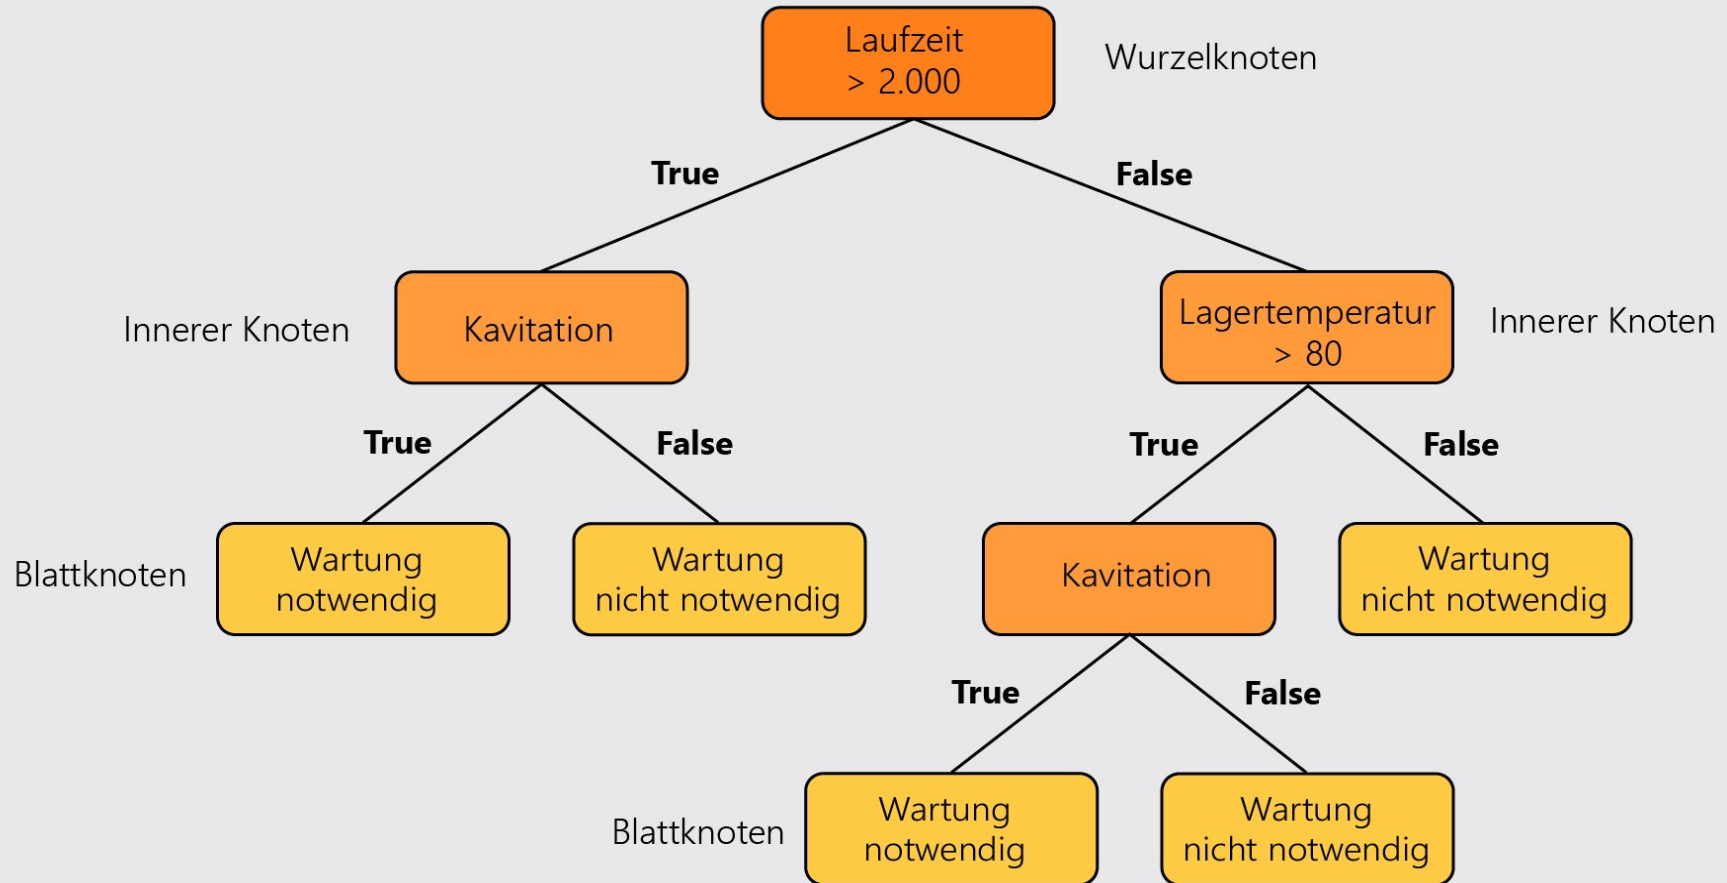 Laufzeit
> 2.000
Wurzelknoten
True
False
Innerer Knoten
Kavitation
Lagertemperatur
> 80
Innerer Knoten
True
False
True
False
Blattknoten
Wartung
notwendig
Wartung
nicht notwendig
Kavitation
Wartung
nicht notwendig
True
False
Blattknoten
Wartung
notwendig
Wartung
nicht notwendig